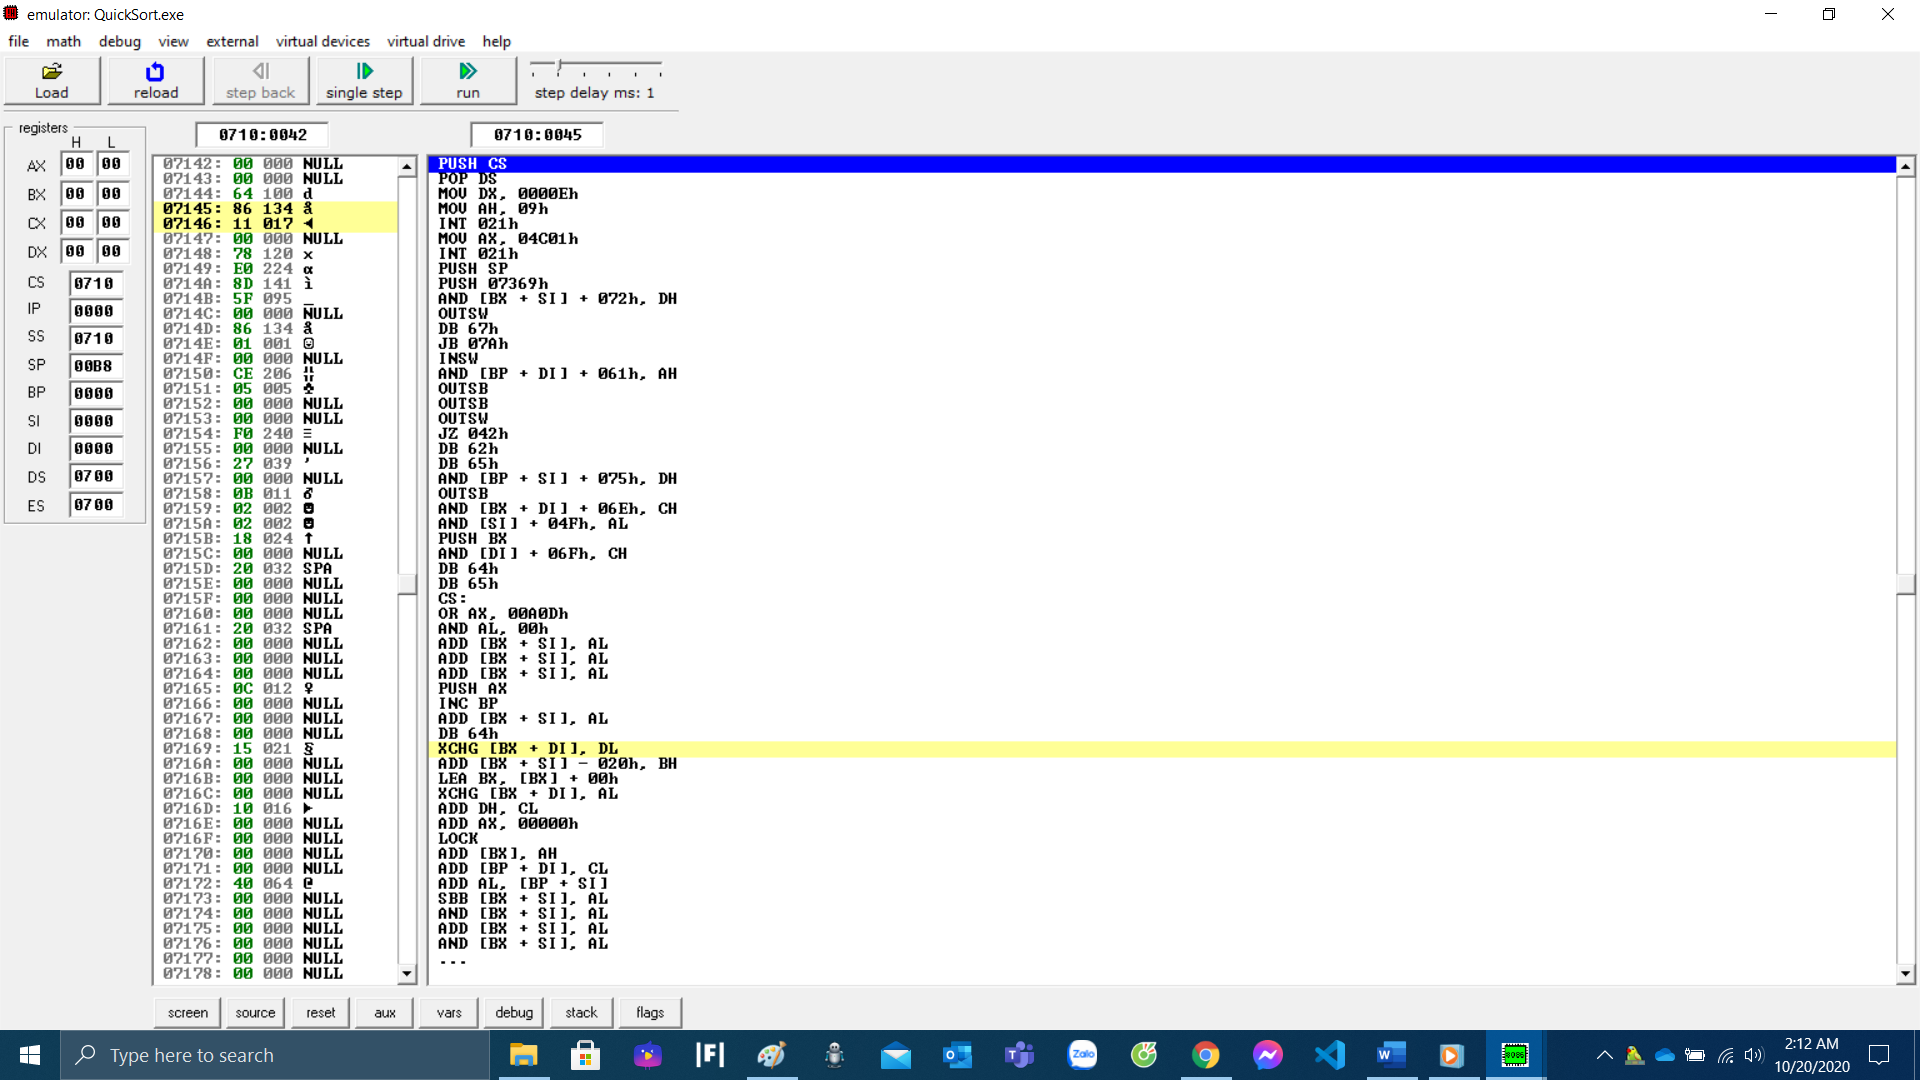 emulator: QuickSort.exe
file math debug view external virtual devices virtual drive help
Load reload step back single step run step delay ms: 1
registers
H L
0710:0042 0710:0045
AX 00 00
BX 00 00
CX 00 00
DX 00 00
CS 0710
IP 0000
SS 0710
SP 00B8
BP 0000
SI 0000
DI 0000
DS 0700
ES 0700
07142: 00 000 NULL
07143: 00 000 NULL
07144: 64 100 d
07145: 86 134 å
07146: 11 017 ◄
07147: 00 000 NULL
07148: 78 120 x
07149: E0 224 α
0714A: 8D 141 ì
0714B: 5F 095 _
0714C: 00 000 NULL
0714D: 86 134 å
0714E: 01 001 ☺
0714F: 00 000 NULL
07150: CE 206 ╬
07151: 05 005 ♣
07152: 00 000 NULL
07153: 00 000 NULL
07154: F0 240 ≡
07155: 00 000 NULL
07156: 27 039 '
07157: 00 000 NULL
07158: 0B 011 ♂
07159: 02 002 ☻
0715A: 02 002 ☻
0715B: 18 024 ↑
0715C: 00 000 NULL
0715D: 20 032 SPA
0715E: 00 000 NULL
0715F: 00 000 NULL
07160: 00 000 NULL
07161: 20 032 SPA
07162: 00 000 NULL
07163: 00 000 NULL
07164: 00 000 NULL
07165: 0C 012 ♀
07166: 00 000 NULL
07167: 00 000 NULL
07168: 00 000 NULL
07169: 15 021 §
0716A: 00 000 NULL
0716B: 00 000 NULL
0716C: 00 000 NULL
0716D: 10 016 ►
0716E: 00 000 NULL
0716F: 00 000 NULL
07170: 00 000 NULL
07171: 00 000 NULL
07172: 40 064 @
07173: 00 000 NULL
07174: 00 000 NULL
07175: 00 000 NULL
07176: 00 000 NULL
07177: 00 000 NULL
07178: 00 000 NULL
PUSH CS
POP DS
MOV DX, 0000Eh
MOV AH, 09h
INT 021h
MOV AX, 04C01h
INT 021h
PUSH SP
PUSH 07369h
AND [BX + SI] + 072h, DH
OUTSW
DB 67h
JB 07Ah
INSW
AND [BP + DI] + 061h, AH
OUTSB
OUTSB
OUTSW
JZ 042h
DB 62h
DB 65h
AND [BP + SI] + 075h, DH
OUTSB
AND [BX + DI] + 06Eh, CH
AND [SI] + 04Fh, AL
PUSH BX
AND [DI] + 06Fh, CH
DB 64h
DB 65h
CS:
OR AX, 00A0Dh
AND AL, 00h
ADD [BX + SI], AL
ADD [BX + SI], AL
ADD [BX + SI], AL
PUSH AX
INC BP
ADD [BX + SI], AL
DB 64h
XCHG [BX + DI], DL
ADD [BX + SI] - 020h, BH
LEA BX, [BX] + 00h
XCHG [BX + DI], AL
ADD DH, CL
ADD AX, 00000h
LOCK
ADD [BX], AH
ADD [BP + DI], CL
ADD AL, [BP + SI]
SBB [BX + SI], AL
AND [BX + SI], AL
ADD [BX + SI], AL
AND [BX + SI], AL
...
screen source reset aux vars debug stack flags
Type here to search
|F|
Zalo
8086
2:12 AM
10/20/2020